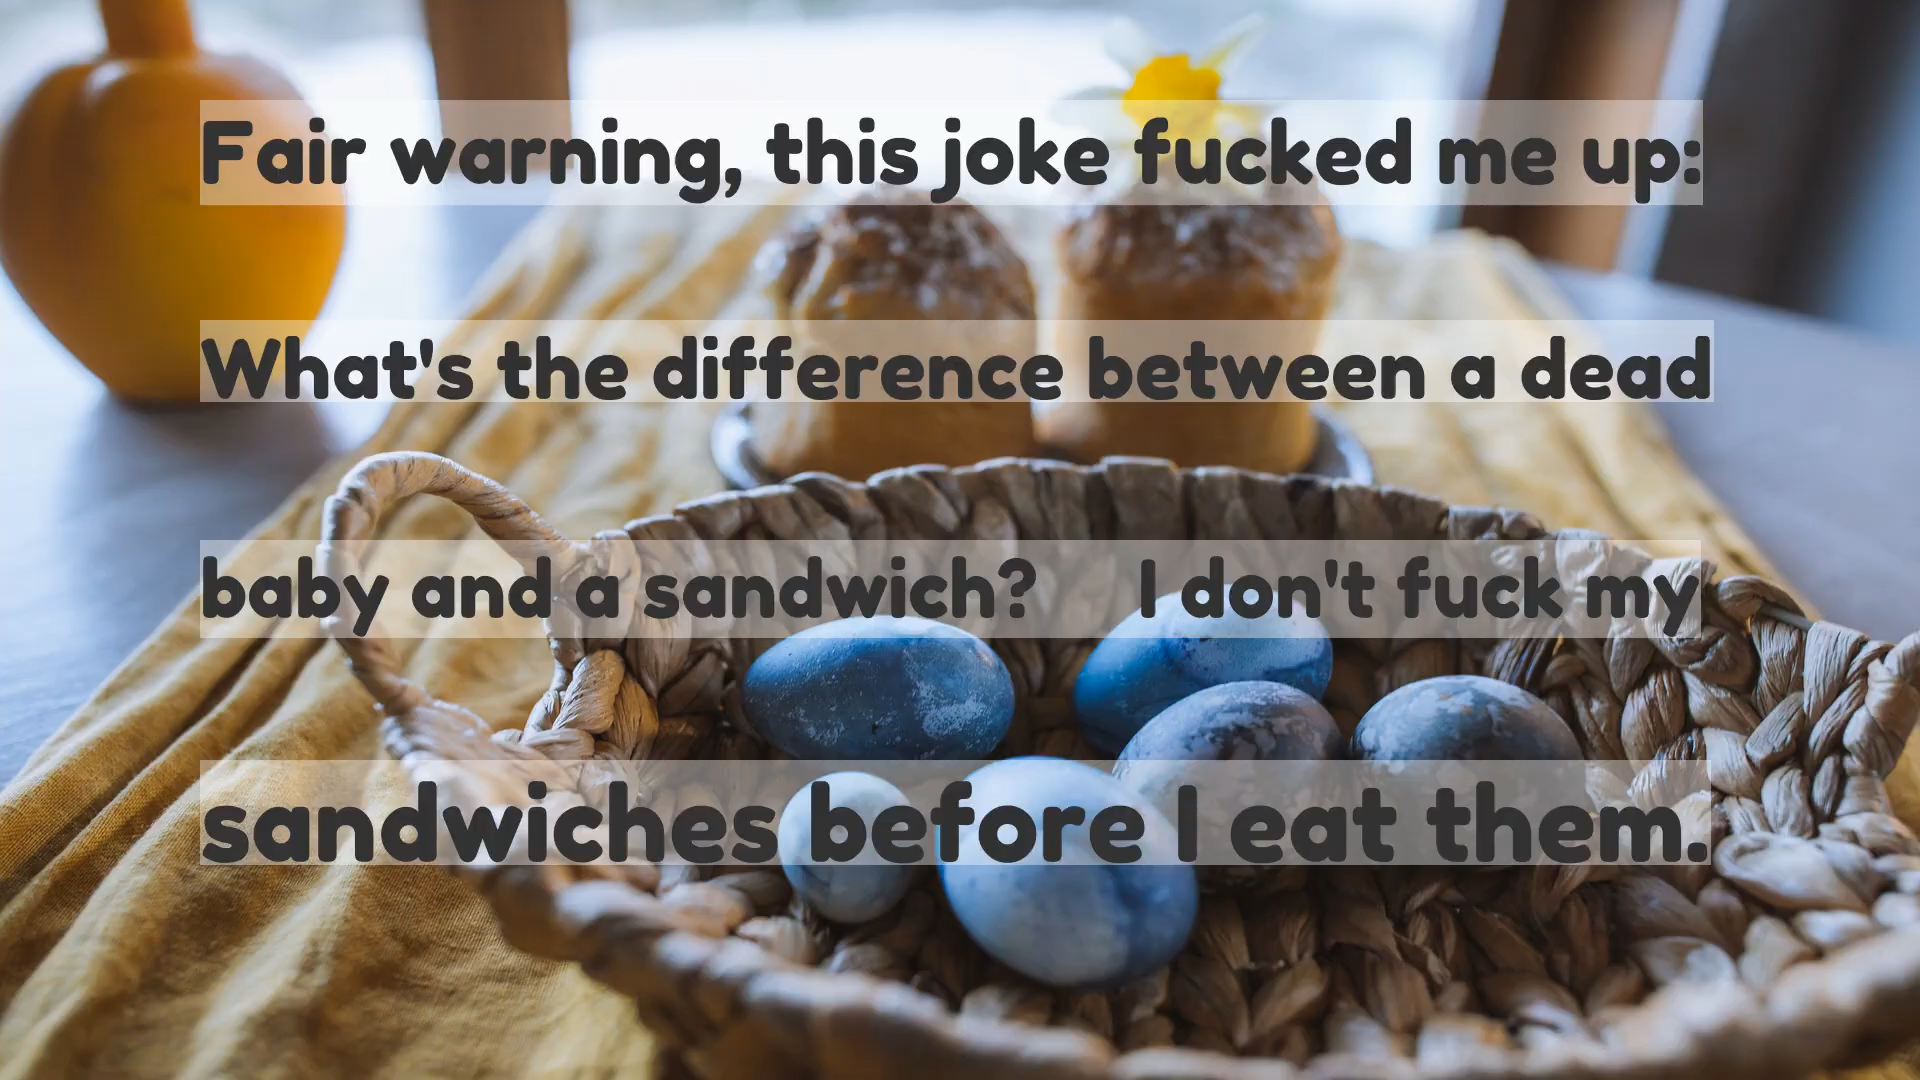 Fair warning, this joke fucked me up:
What's the difference between a dead
baby and a sandwich? I don't fuck my
sandwiches before I eat them.